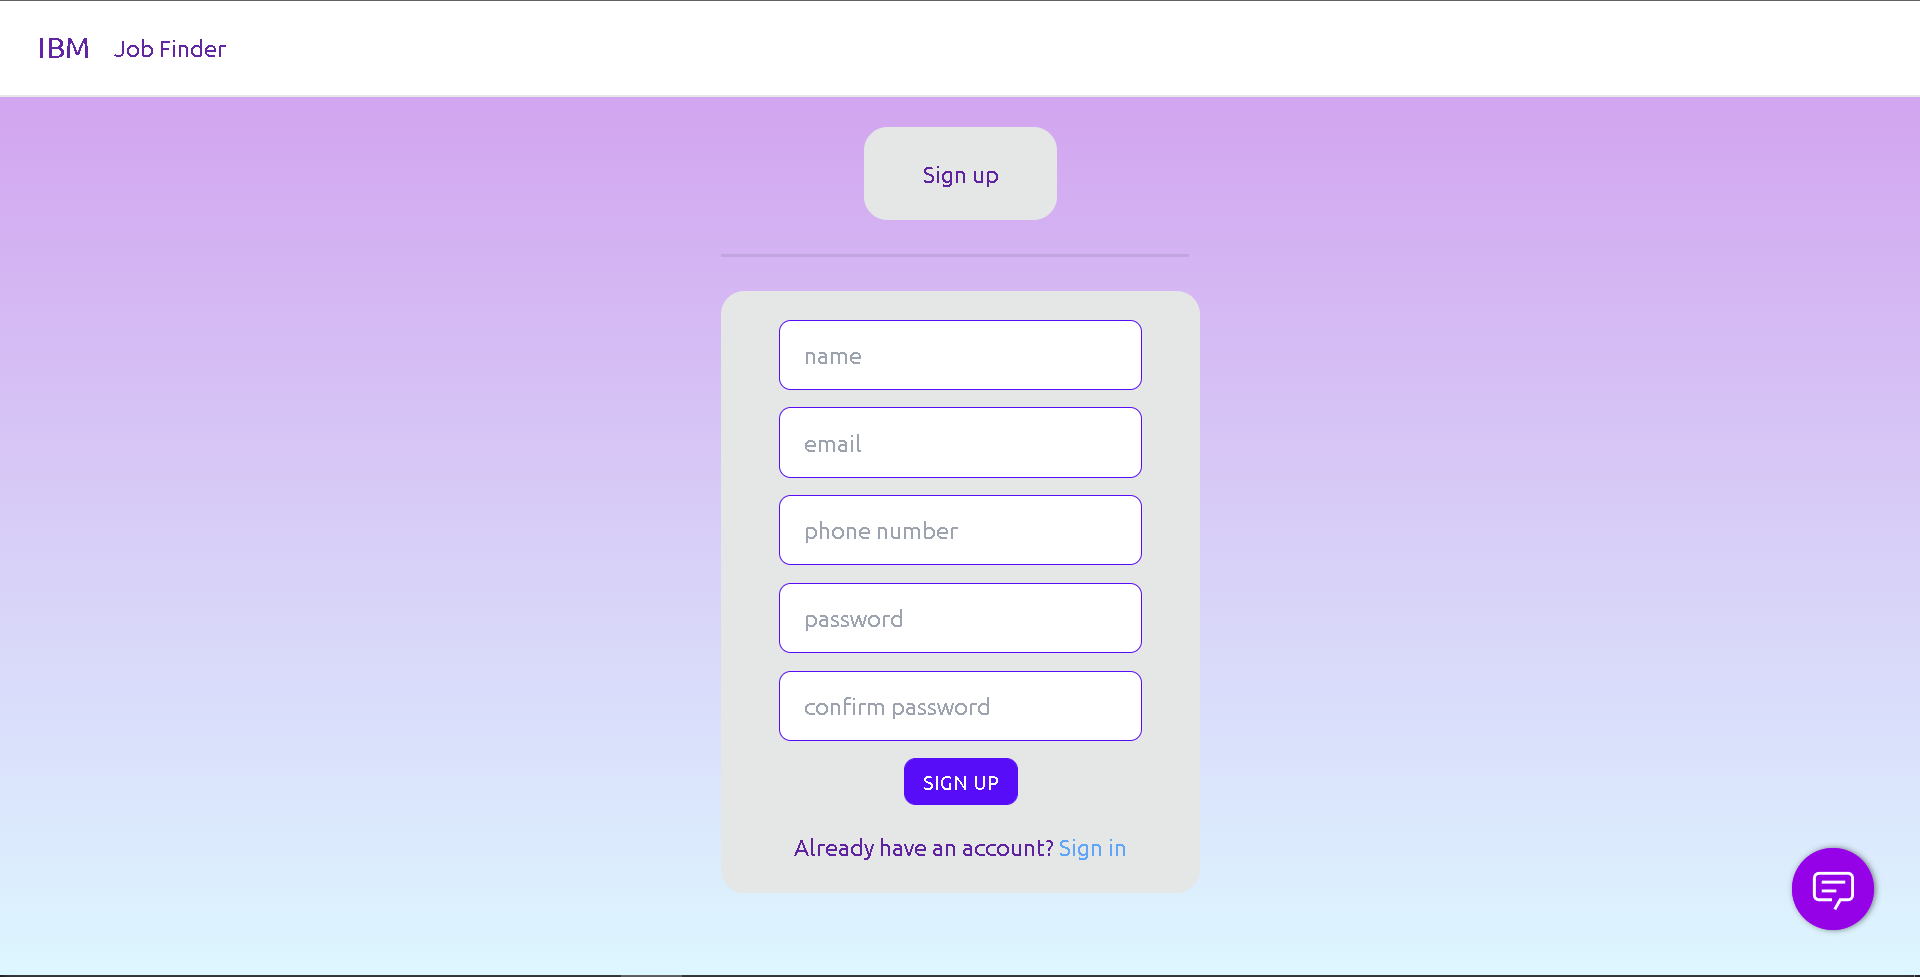 IBM Job Finder
Sign up
name
email
phone number
password
confirm password
SIGN UP
Already have an account? Sign in